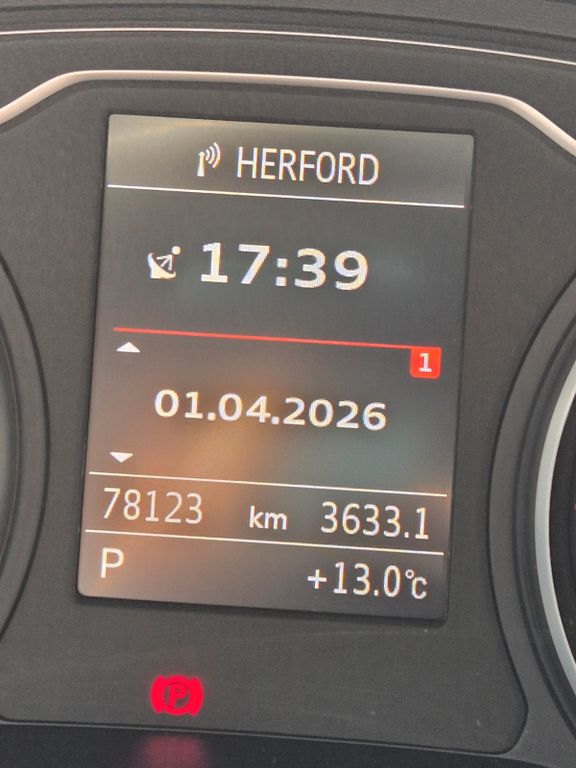 HERFORD
17:39
1
01.04.2026
78123 km 3633.1
P +13.0°C
P